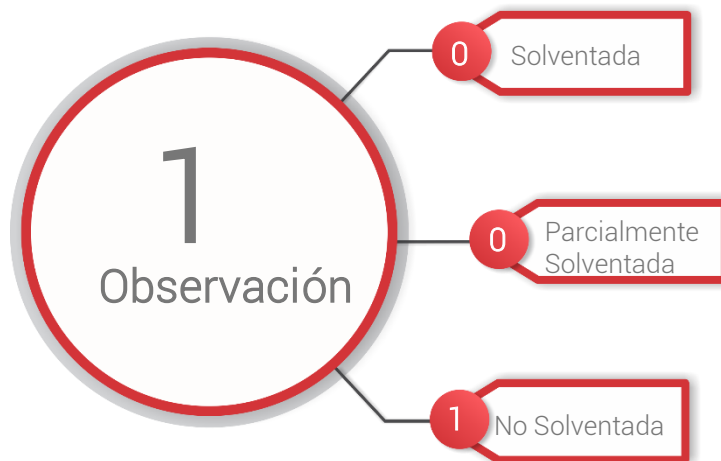 1
Observación
0
Solventada
0
Parcialmente
Solventada
1
No Solventada